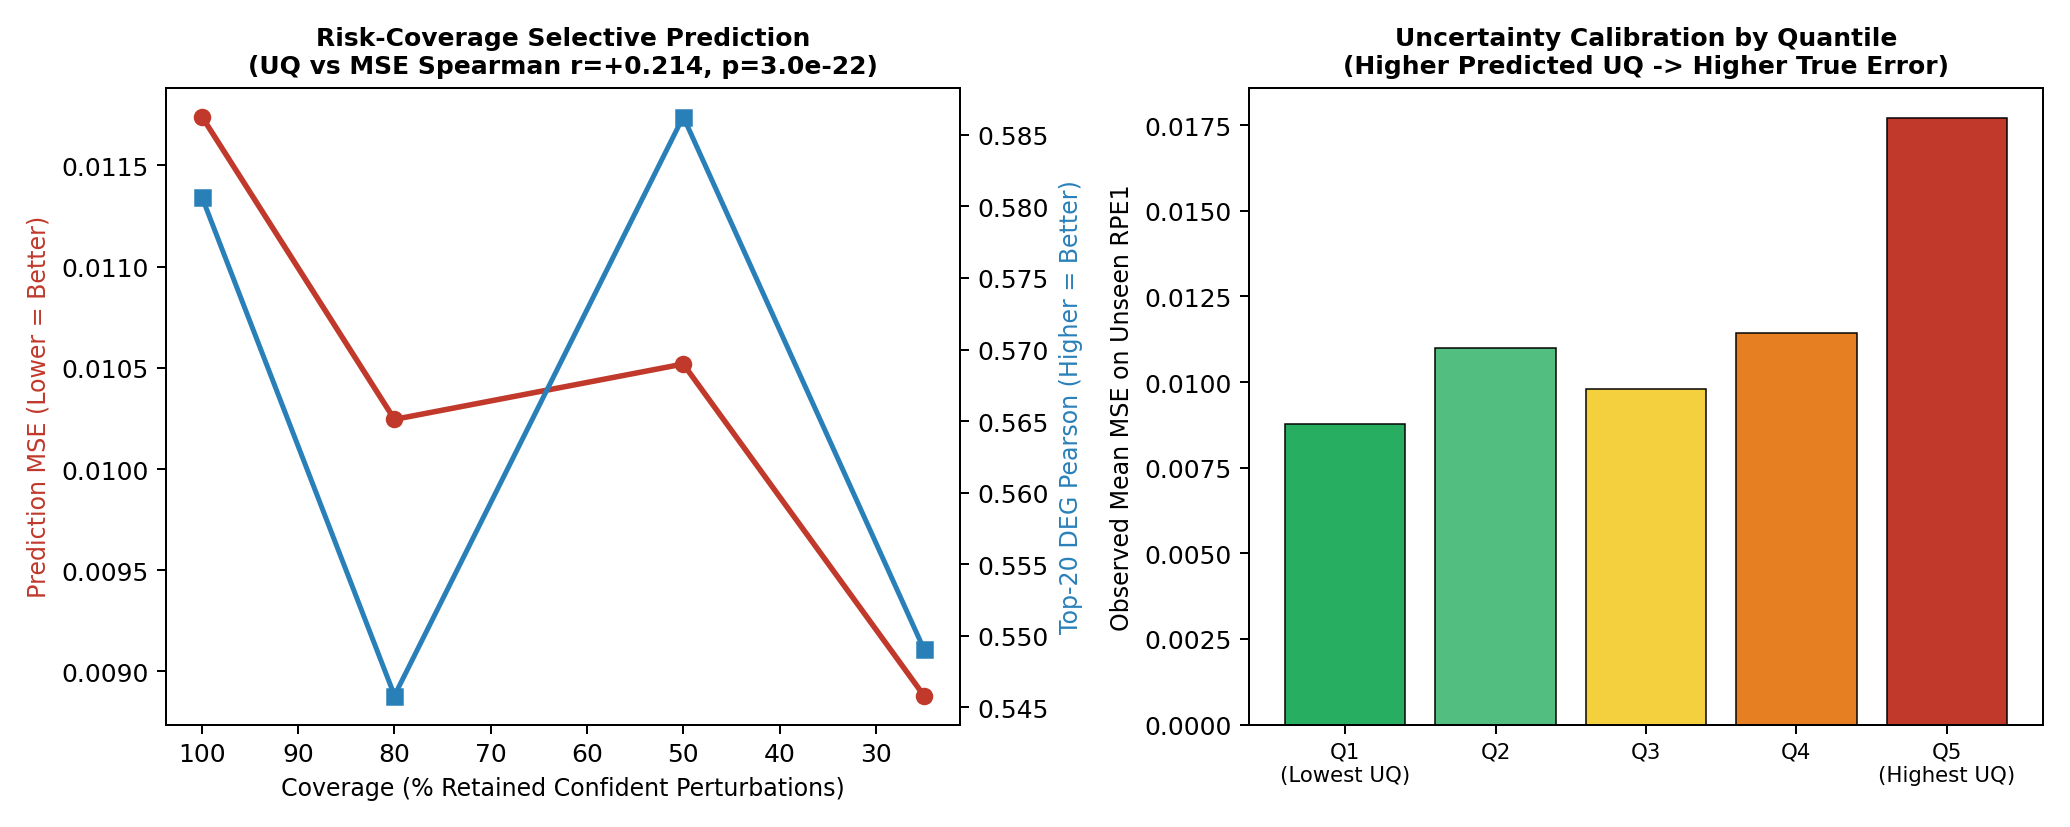 Risk-Coverage Selective Prediction
(UQ vs MSE Spearman r=+0.214, p=3.0e-22)
Prediction MSE (Lower = Better)
0.0115
0.0110
0.0105
0.0100
0.0095
0.0090
100
90
80
70
60
50
40
30
Coverage (% Retained Confident Perturbations)
0.585
0.580
0.575
0.570
0.565
0.560
0.555
0.550
0.545
Top-20 DEG Pearson (Higher = Better)
Uncertainty Calibration by Quantile
(Higher Predicted UQ -> Higher True Error)
Observed Mean MSE on Unseen RPE1
0.0175
0.0150
0.0125
0.0100
0.0075
0.0050
0.0025
0.0000
Q1
(Lowest UQ)
Q2
Q3
Q4
Q5
(Highest UQ)